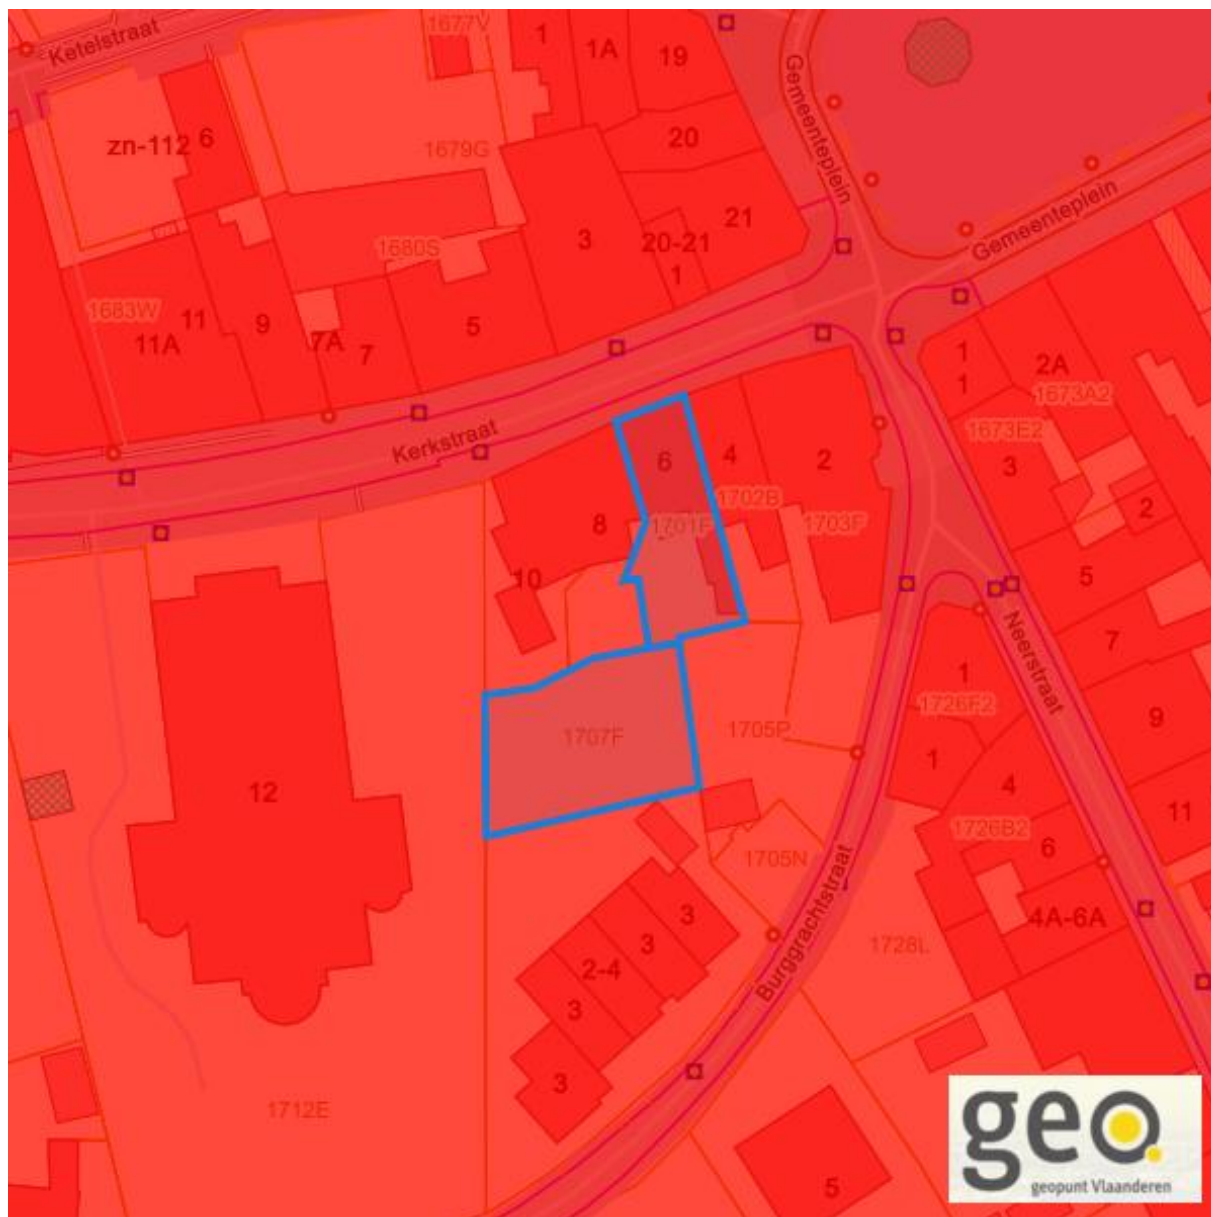 Ketelstraat
1677V
1
1A
19
Gemeenteplein
zn-112
6
1679G
20
21
Gemeenteplein
3
20-21
1
1680S
1683W
11
11A
9
7A
7
5
1
1
2A
1673A2
1673E2
3
2
Kerkstraat
6
4
2
1702B
1701F
1703F
8
10
5
7
Neerstraat
1
1726F2
9
1707F
1705P
1
4
12
11
1726B2
6
1705N
Burggrachtstraat
3
4A-6A
3
1728L
2-4
3
3
1712E
5
geo
geopunt Vlaanderen